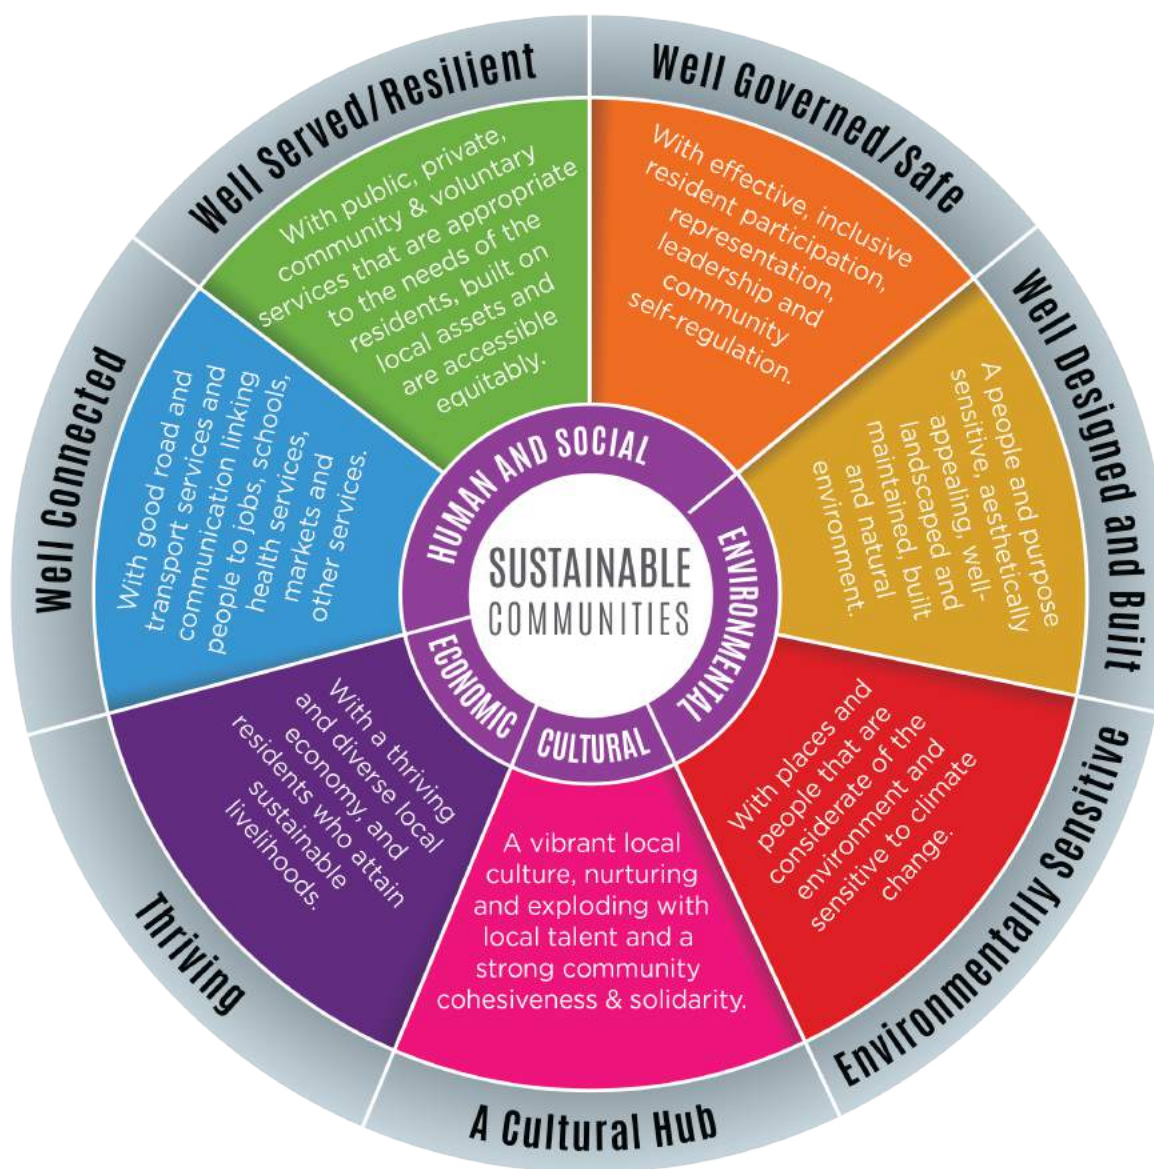 SUSTAINABLE
COMMUNITIES
HUMAN AND SOCIAL
ENVIRONMENTAL
CULTURAL
ECONOMIC
Well Governed/Safe
With effective, inclusive
resident participation,
representation,
leadership and
community
self-regulation.
Well Designed and Built
A people and purpose
sensitive, aesthetically
appealing, well-
landscaped and
maintained, built
and natural
environment.
Environmentally Sensitive
With places and
people that are
considerate of the
environment and
sensitive to climate
change.
A Cultural Hub
A vibrant local
culture, nurturing
and exploding with
local talent and a
strong community
cohesiveness & solidarity.
Thriving
With a thriving
and diverse local
economy, and
residents who attain
sustainable
livelihoods.
Well Connected
With good road and
transport services and
communication linking
people to jobs, schools,
health services,
markets and
other services.
Well Served/Resilient
With public, private,
community & voluntary
services that are appropriate
to the needs of the
residents, built on
local assets and
are accessible
equitably.